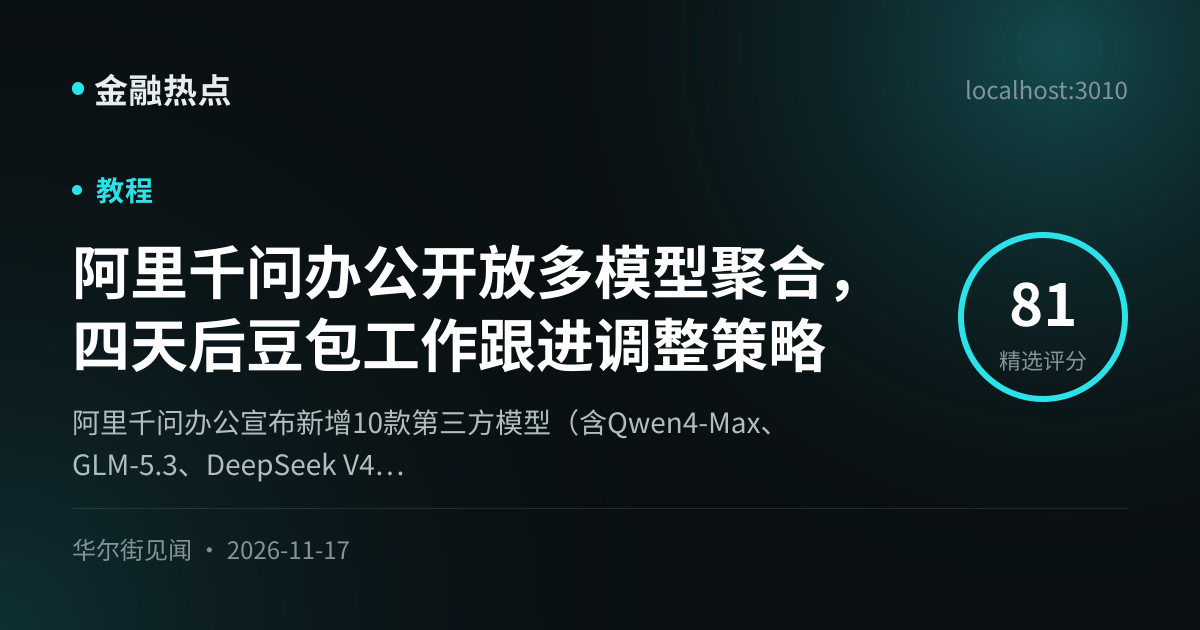 金融热点
localhost:3010
教程
阿里千问办公开放多模型聚合，
四天后豆包工作跟进调整策略
81
精选评分
阿里千问办公宣布新增10款第三方模型（含Qwen4-Max、
GLM-5.3、DeepSeek V4…
华尔街见闻 · 2026-11-17